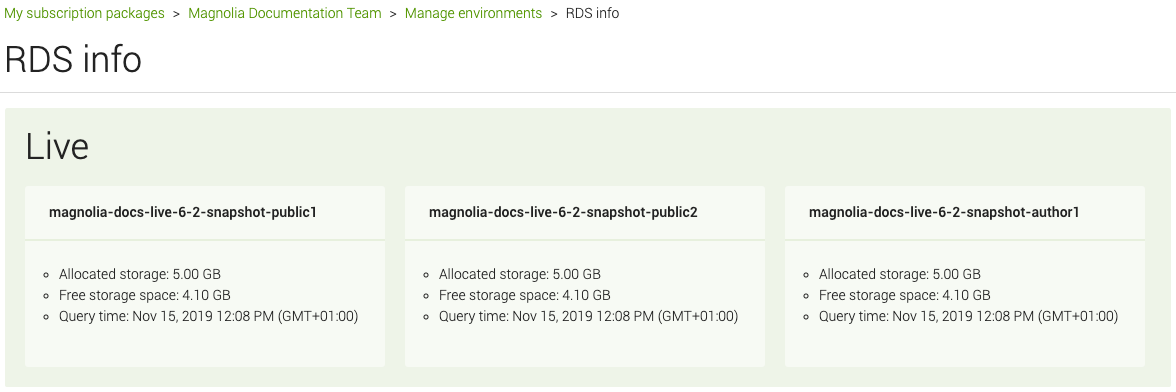 My subscription packages > Magnolia Documentation Team > Manage environments > RDS info
RDS info
Live
magnolia-docs-live-6-2-snapshot-public1
Allocated storage: 5.00 GB
Free storage space: 4.10 GB
Query time: Nov 15, 2019 12:08 PM (GMT+01:00)
magnolia-docs-live-6-2-snapshot-public2
Allocated storage: 5.00 GB
Free storage space: 4.10 GB
Query time: Nov 15, 2019 12:08 PM (GMT+01:00)
magnolia-docs-live-6-2-snapshot-author1
Allocated storage: 5.00 GB
Free storage space: 4.10 GB
Query time: Nov 15, 2019 12:08 PM (GMT+01:00)